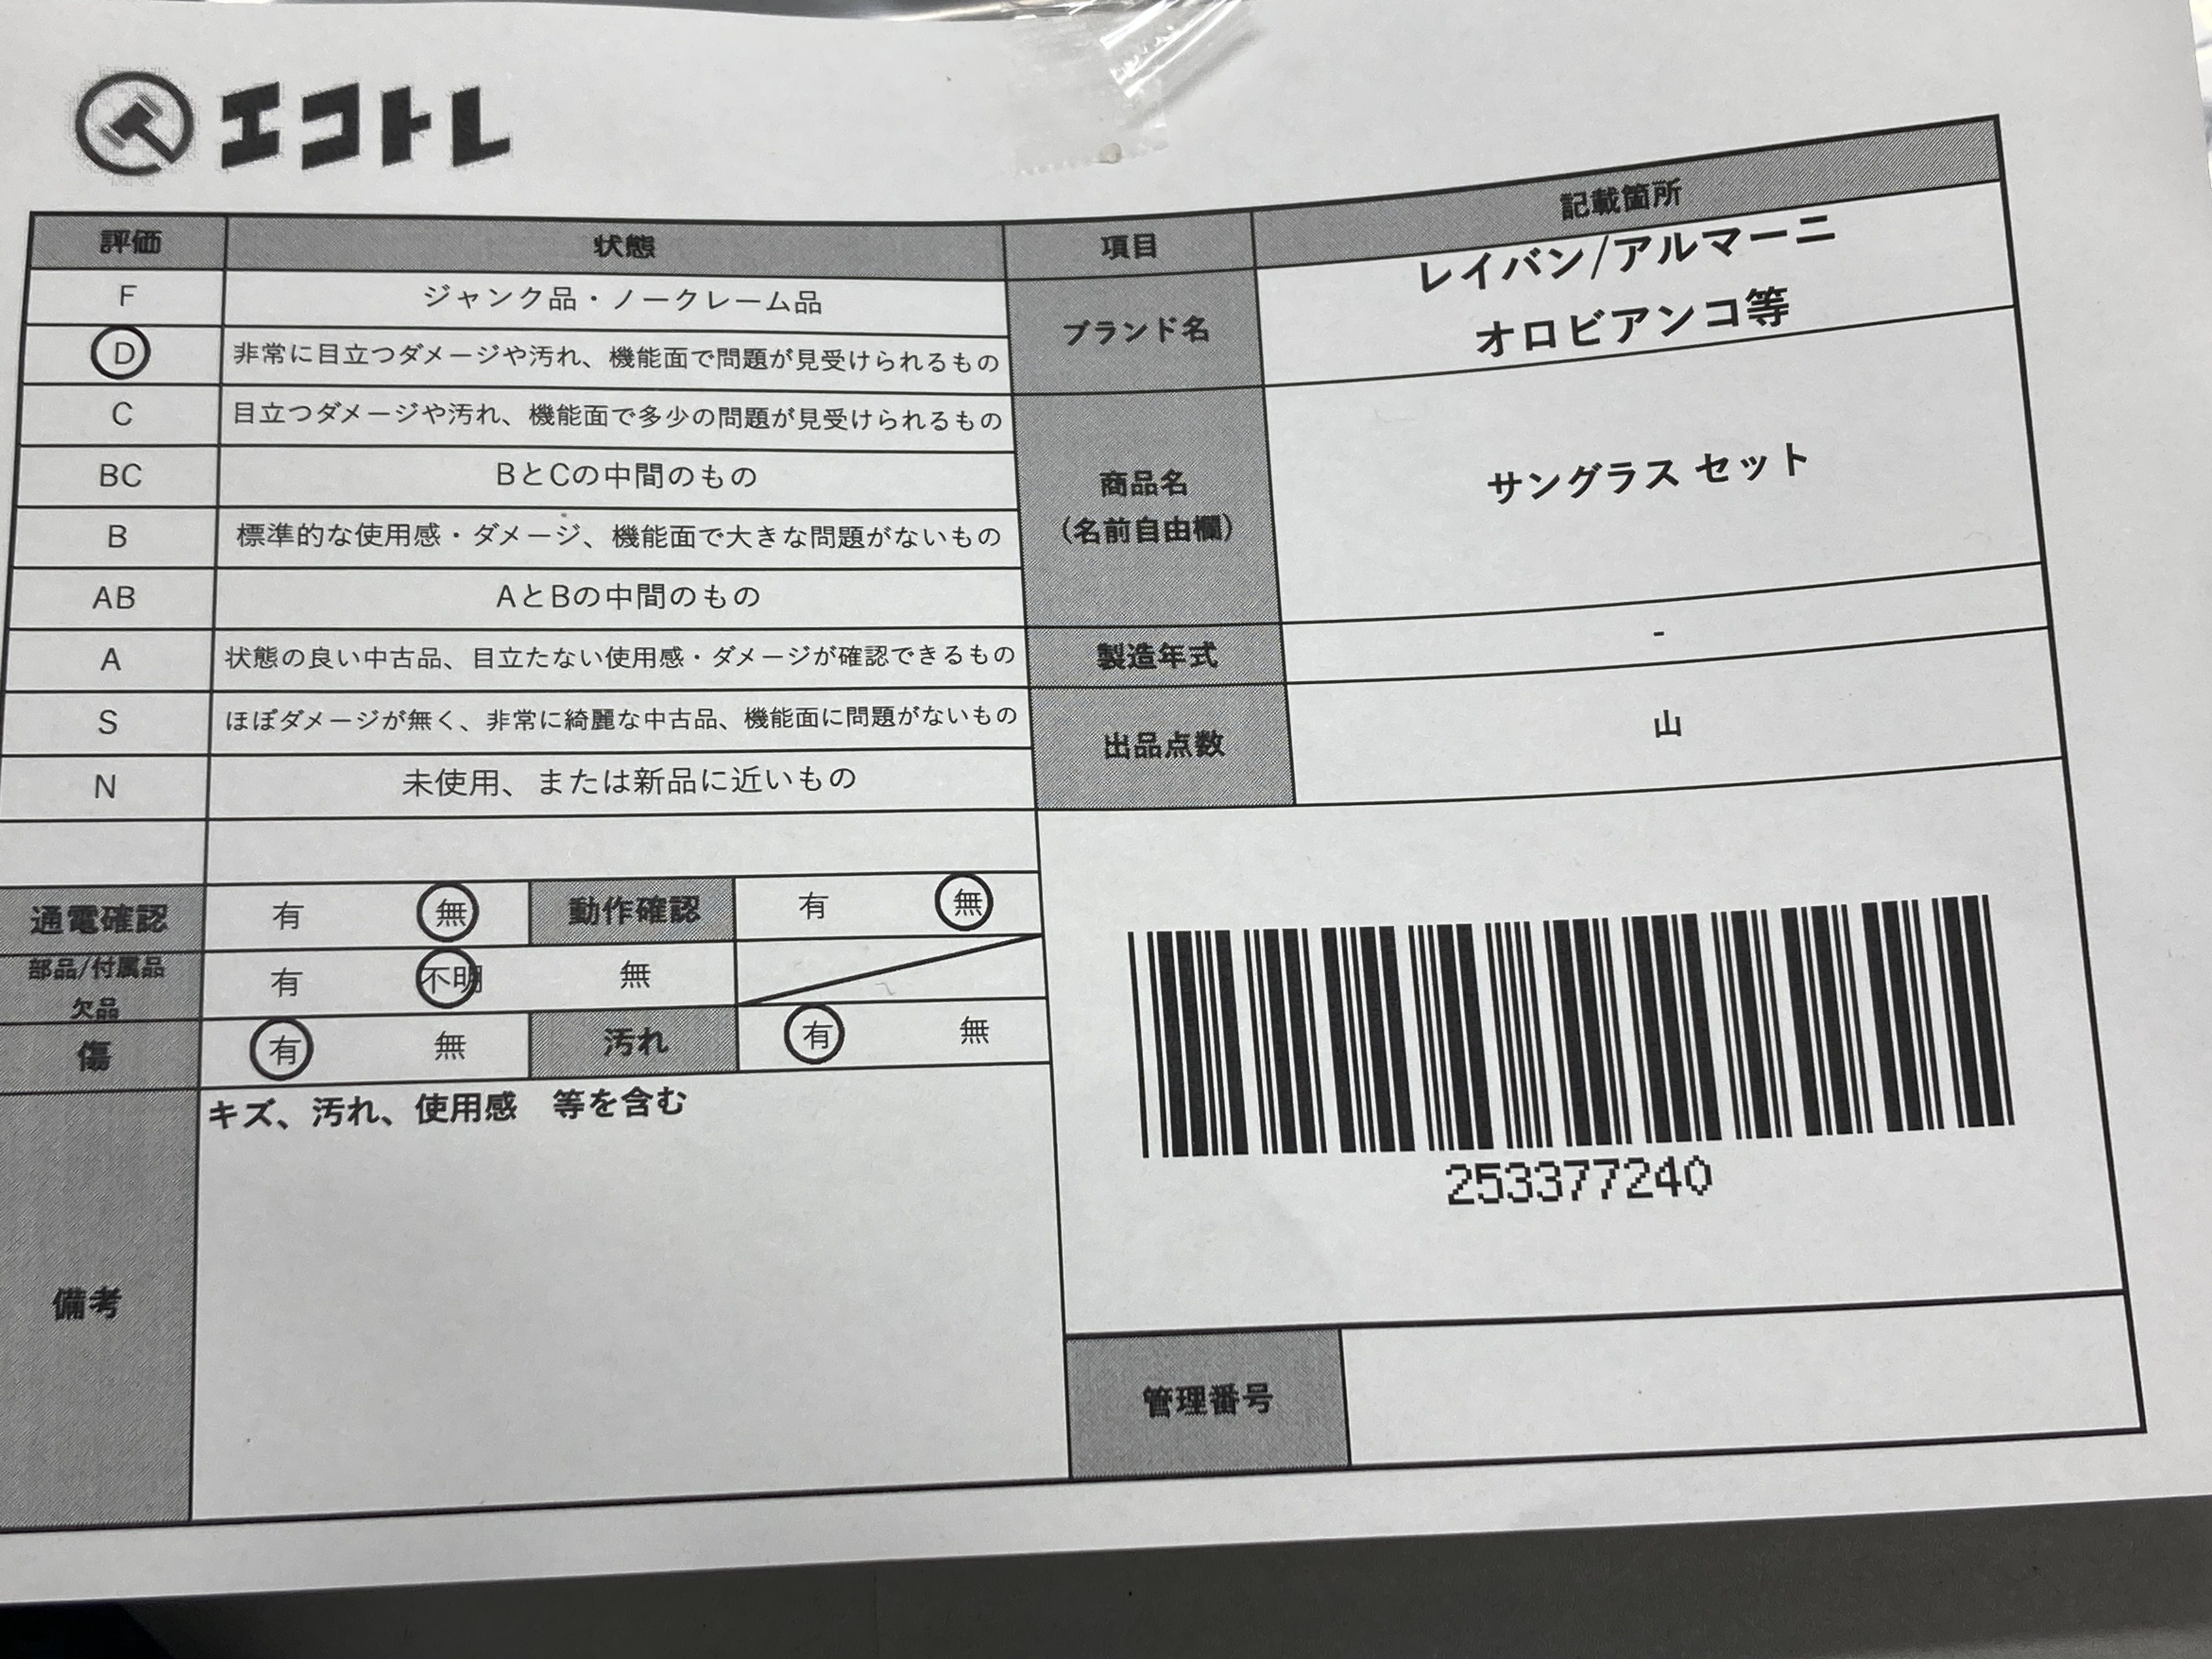 エコトレ
評価 状態 項目 記載箇所
F ジャンク品・ノークレーム品
D 非常に目立つダメージや汚れ、機能面で問題が見受けられるもの
C 目立つダメージや汚れ、機能面で多少の問題が見受けられるもの
BC BとCの中間のもの
B 標準的な使用感・ダメージ、機能面で大きな問題がないもの
AB AとBの中間のもの
A 状態の良い中古品、目立たない使用感・ダメージが確認できるもの
S ほぼダメージが無く、非常に綺麗な中古品、機能面に問題がないもの
N 未使用、または新品に近いもの
ブランド名
レイバン/アルマーニ
オロビアンコ等
商品名
(名前自由欄)
サングラス セット
製造年式 -
出品点数 山
通電確認 有 無 動作確認 有 無
部品/付属品
欠品
有 不明 無
傷 有 無 汚れ 有 無
備考
キズ、汚れ、使用感 等を含む
253377240
管理番号